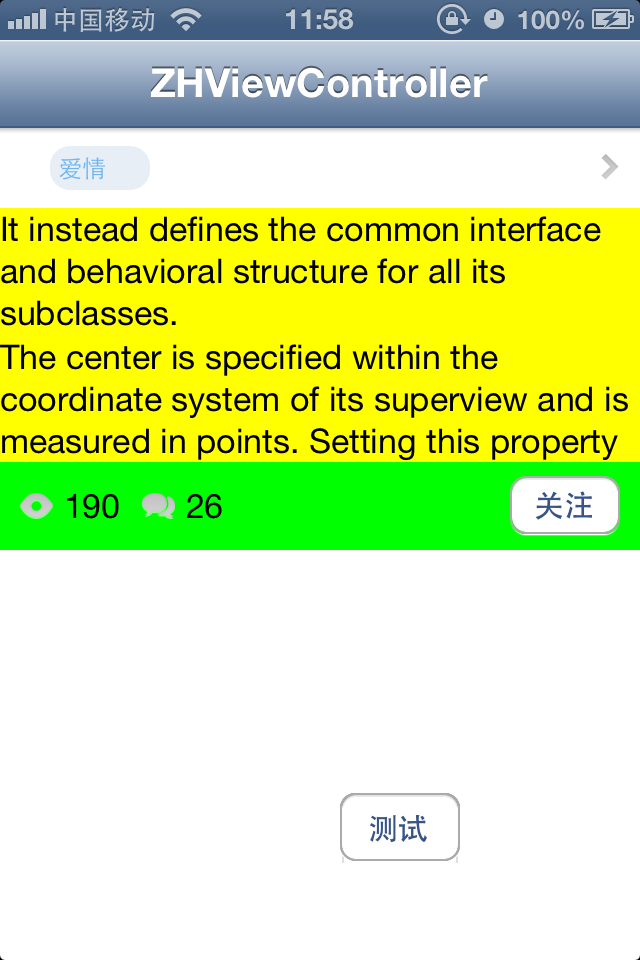 中国移动 11:58 100%
ZHViewController
爱情
It instead defines the common interface
and behavioral structure for all its
subclasses.
The center is specified within the
coordinate system of its superview and is
measured in points. Setting this property
190 26 关注
测试